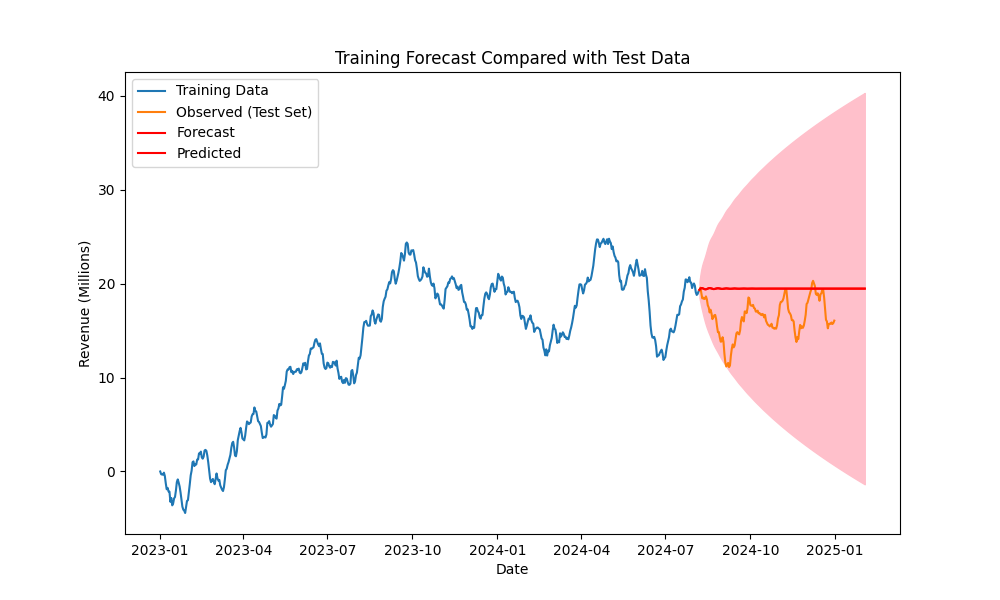 Training Forecast Compared with Test Data
Training Data
Observed (Test Set)
Forecast
Predicted
Revenue (Millions)
40
30
20
10
0
2023-01
2023-04
2023-07
2023-10
2024-01
2024-04
2024-07
2024-10
2025-01
Date